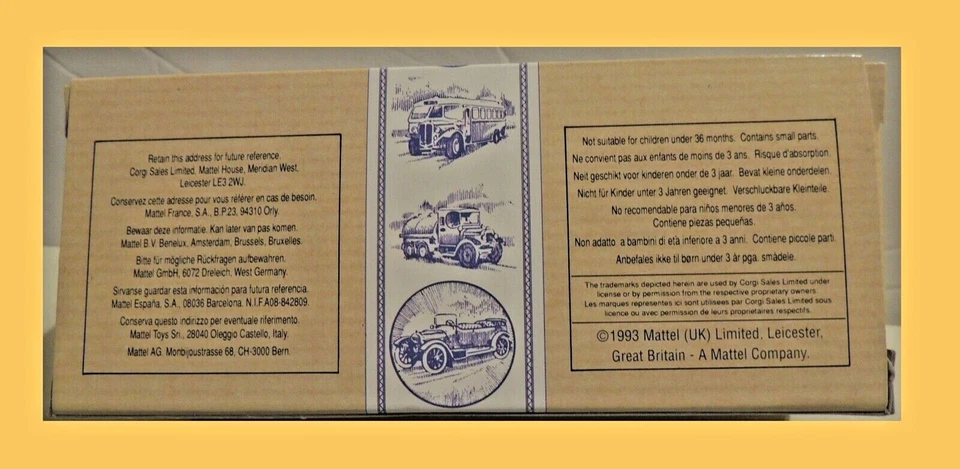 Retain this address for future reference.
Corgi Sales Limited, Mattel House, Meridian West,
Leicester LE3 2WJ.
Conservez cette adresse pour vous référer en cas de besoin.
Mattel France, S.A., B.P.23, 94310 Orly.
Bewaar deze informatie. Kan later van pas komen.
Mattel B.V. Benelux, Amsterdam, Brussels, Bruxelles.
Bitte für mögliche Rückfragen aufbewahren.
Mattel GmbH, 6072 Dreleich. West Germany.
Sirvanse guardar esta información para futura referencia.
Mattel España, S.A., 08036 Barcelona. N.I.F.A08-842809.
Conserva questo indirizzo per eventuale riferimento.
Mattel Toys Srl., 28040 Oleggio Castello, Italy.
Mattel AG. Monbijoustrasse 68, CH-3000 Bern.
Not suitable for children under 36 months. Contains small parts.
Ne convient pas aux enfants de moins de 3 ans. Risque d'absorption.
Neit geschikt voor kinderen onder de 3 jaar. Bevat kleine onderdelen.
Nicht für Kinder unter 3 Jahren geeignet. Verschluckbare Kleinteile.
No recomendable para niños menores de 3 años.
Contiene piezas pequeñas.
Non adatto a bambini di età inferiore a 3 anni. Contiene piccole parti.
Anbefales ikke til børn under 3 år pga. smådele.
The trademarks depicted herein are used by Corgi Sales Limited under
license or by permission from the respective proprietary owners.
Les marques representes ici sont utilisees par Corgi Sales Limited sous
licence ou avec permission de leurs proprietaires respectifs.
©1993 Mattel (UK) Limited. Leicester,
Great Britain - A Mattel Company.